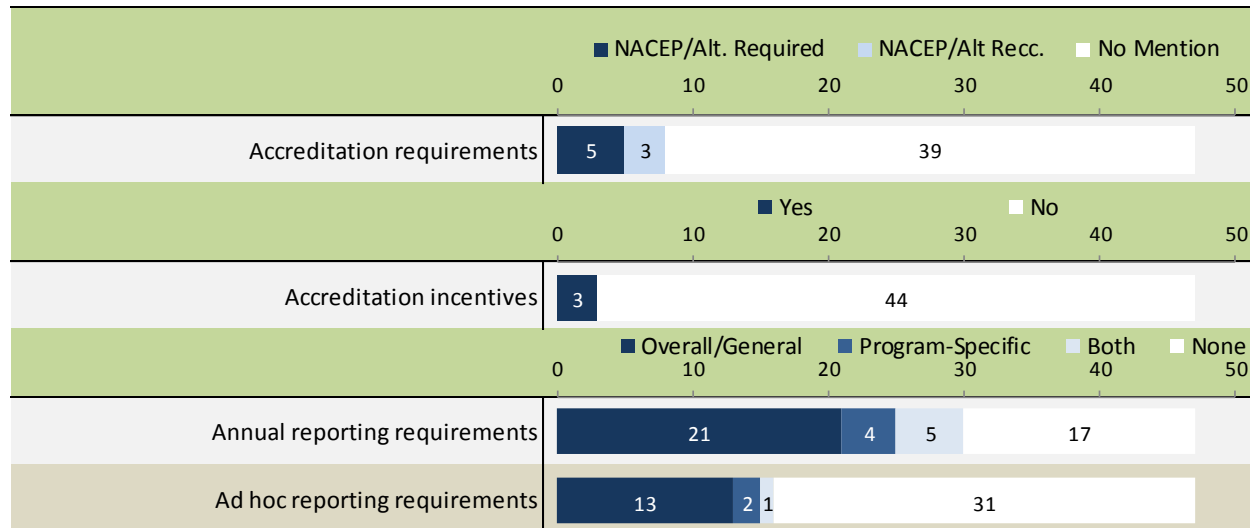 NACEP/Alt. Required NACEP/Alt Recc. No Mention
0 10 20 30 40 50
Accreditation requirements 5 3 39
Yes No
0 10 20 30 40 50
Accreditation incentives 3 44
Overall/General Program-Specific Both None
0 10 20 30 40 50
Annual reporting requirements 21 4 5 17
Ad hoc reporting requirements 13 2 1 31